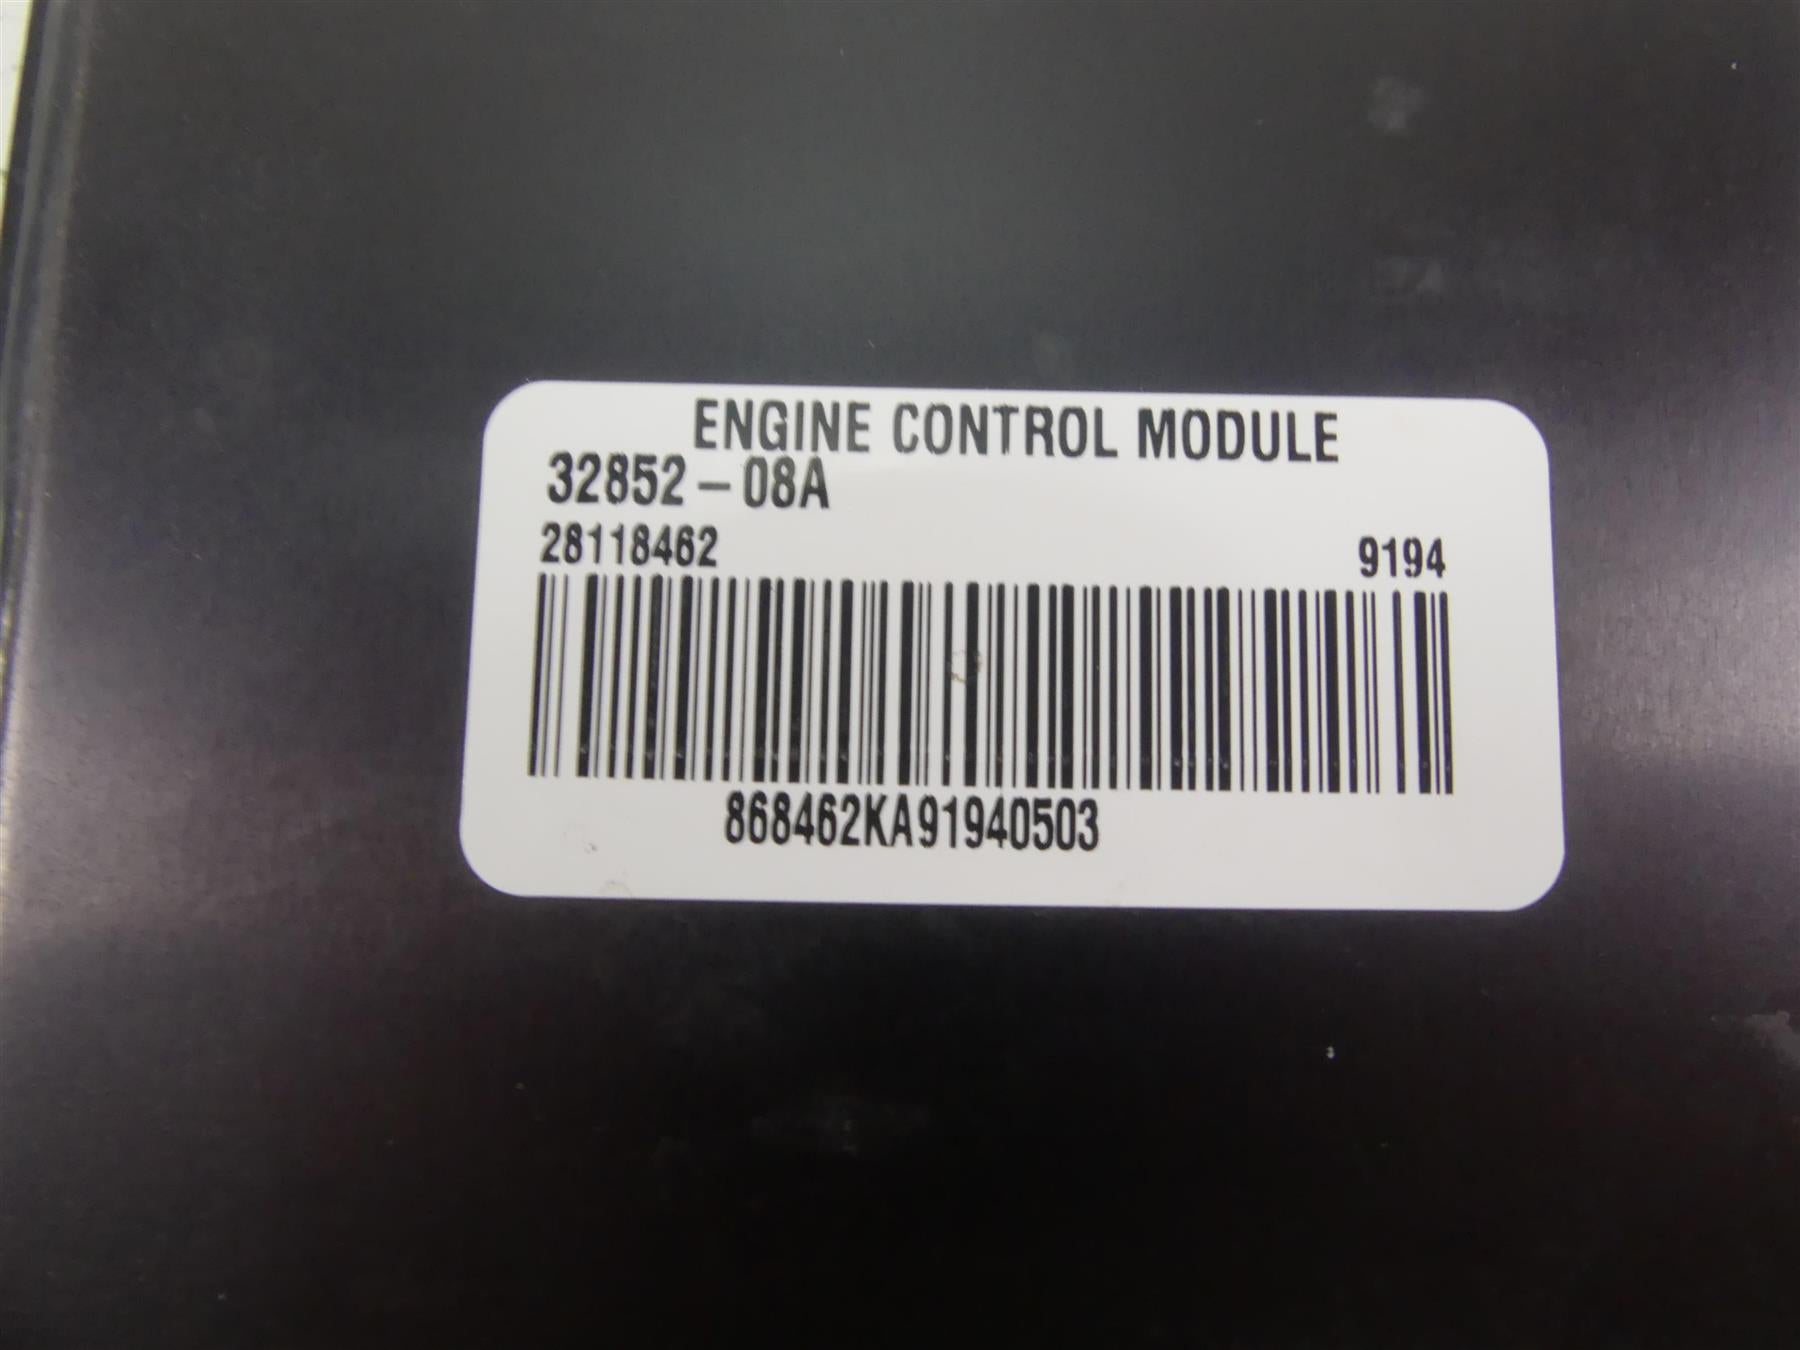 ENGINE CONTROL MODULE
32852-08A
28118462 9194
868462KA91940503